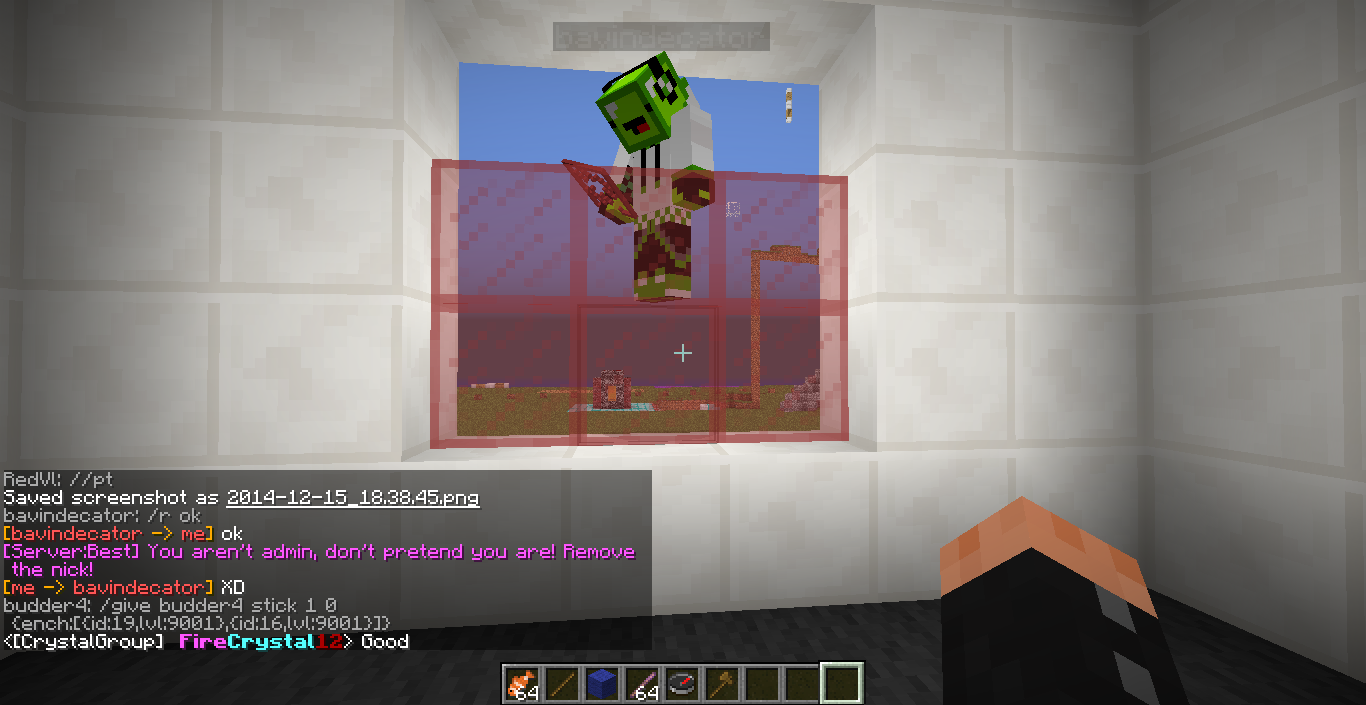 bavindecator
RedVl: //pt
Saved screenshot as 2014-12-15_18.38.45.png
bavindecator: /r ok
[bavindecator -> me] ok
[Server:Best] You aren't admin, don't pretend you are! Remove
the nick!
[me -> bavindecator] XD
budder4: /give budder4 stick 1 0
{ench:[{id:19,lvl:9001},{id:16,lvl:9001}]}
<[CrystalGroup] FireCrystal12> Good
64
64